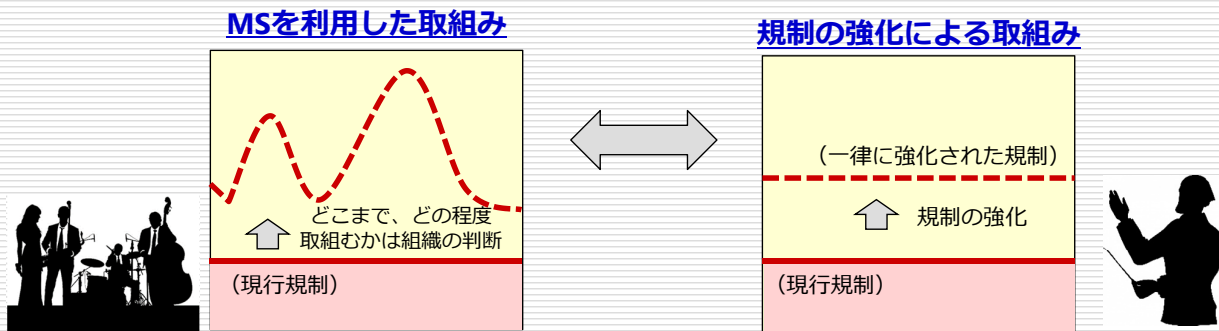 MSを利用した取組み
どこまで、どの程度
取組むかは組織の判断
（現行規制）
規制の強化による取組み
（一律に強化された規制）
規制の強化
（現行規制）